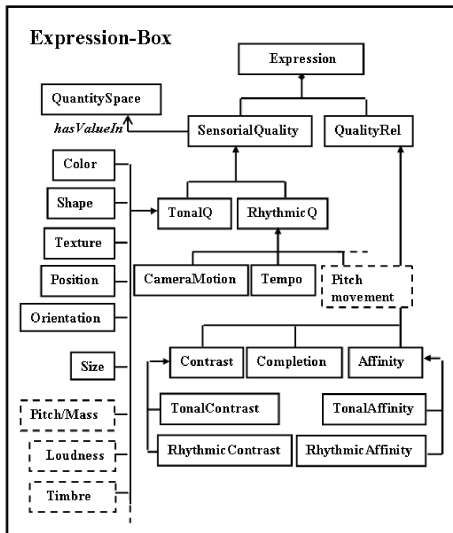 Expression-Box
Expression
QuantitySpace
hasValueIn
SensorialQuality
QualityRel
Color
Shape
TonalQ
RhythmicQ
Texture
Position
CameraMotion
Tempo
Pitch
movement
Orientation
Size
Contrast
Completion
Affinity
Pitch/Mass
TonalContrast
TonalAffinity
Loudness
RhythmicContrast
RhythmicAffinity
Timbre